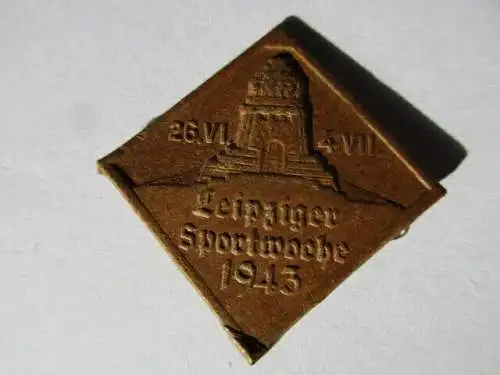 26.VI. 4.VII.
Leipziger
Sportwoche
1943